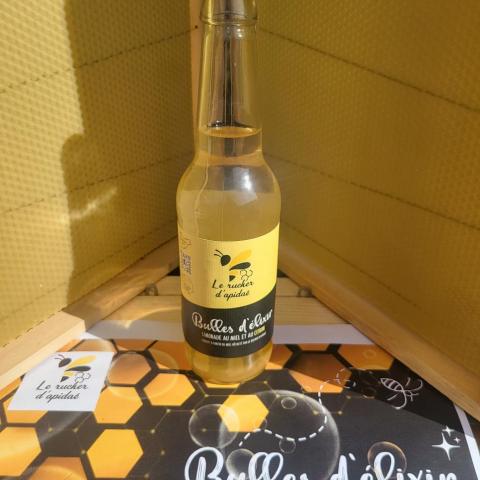 Le rucher
d'apidaé
Bulles d'élixir
LIMONADE AU MIEL ET AU CITRON
Le rucher
d'apidaé
Bulles d'élixir